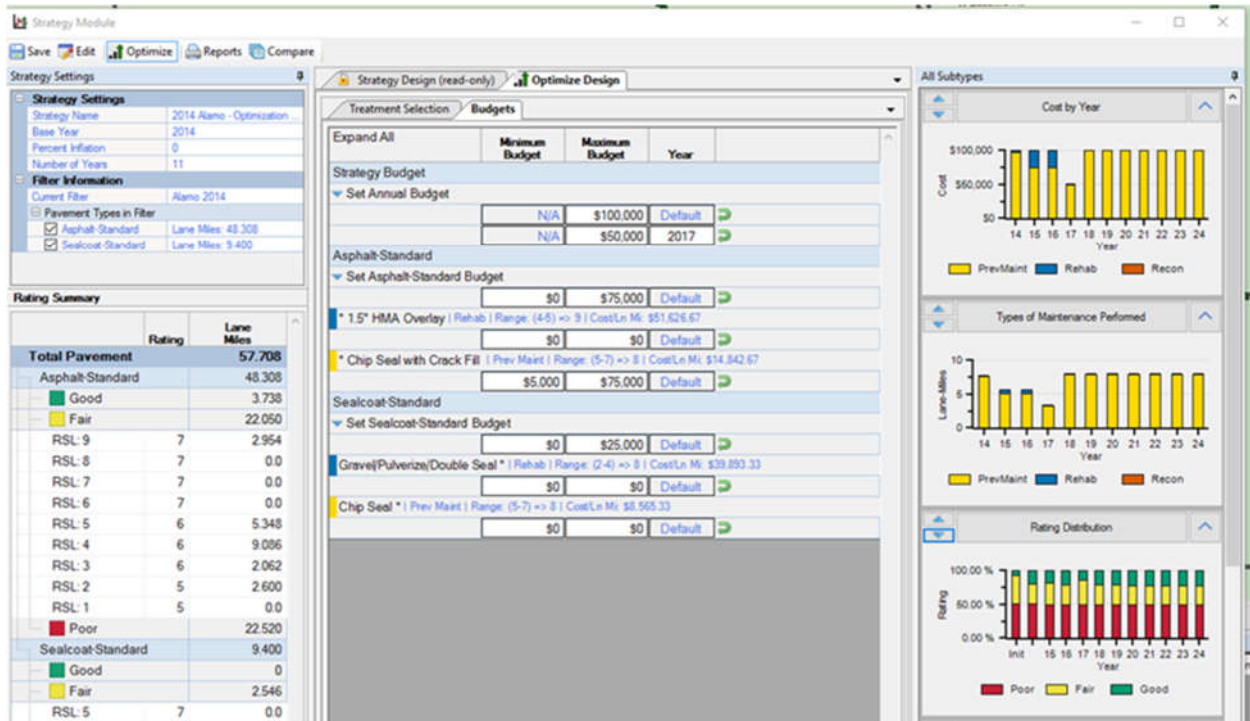 Strategy Module
Save Edit Optimize Reports Compare
Strategy Settings
Strategy Settings
Strategy Name 2014 Alamo - Optimization ...
Base Year 2014
Percent Inflation 0
Number of Years 11
Filter Information
Current Filter Alamo 2014
Pavement Types in Filter
Asphalt-Standard Lane Miles: 48.308
Sealcoat-Standard Lane Miles: 9.400
Rating Summary
Rating Lane Miles
Total Pavement 57.708
Asphalt-Standard 48.308
Good 3.738
Fair 22.050
RSL: 9 7 2.954
RSL: 8 7 0.0
RSL: 7 7 0.0
RSL: 6 7 0.0
RSL: 5 6 5.348
RSL: 4 6 9.086
RSL: 3 6 2.062
RSL: 2 5 2.600
RSL: 1 5 0.0
Poor 22.520
Sealcoat-Standard 9.400
Good 0
Fair 2.546
RSL: 5 7 0.0
Strategy Design (read-only) Optimize Design
Treatment Selection Budgets
Expand All Minimum Budget Maximum Budget Year
Strategy Budget
Set Annual Budget
N/A $100,000 Default
N/A $50,000 2017
Asphalt-Standard
Set Asphalt-Standard Budget
$0 $75,000 Default
* 1.5" HMA Overlay | Rehab | Range: (4-5) => 9 | Cost/Ln Mi: $51,626.67
$0 $0 Default
* Chip Seal with Crack Fill | Prev Maint | Range: (5-7) => 8 | Cost/Ln Mi: $14,842.67
$5,000 $75,000 Default
Sealcoat-Standard
Set Sealcoat-Standard Budget
$0 $25,000 Default
Gravel/Pulverize/Double Seal * | Rehab | Range: (2-4) => 8 | Cost/Ln Mi: $39,893.33
$0 $0 Default
Chip Seal * | Prev Maint | Range: (5-7) => 8 | Cost/Ln Mi: $8,565.33
$0 $0 Default
All Subtypes
Cost by Year
Cost
$100,000
$50,000
$0
14 15 16 17 18 19 20 21 22 23 24
Year
PrevMaint Rehab Recon
Types of Maintenance Performed
Lane-Miles
10
5
0
14 15 16 17 18 19 20 21 22 23 24
Year
PrevMaint Rehab Recon
Rating Distribution
Rating
100.00 %
50.00 %
0.00 %
Init 15 16 17 18 19 20 21 22 23 24
Year
Poor Fair Good